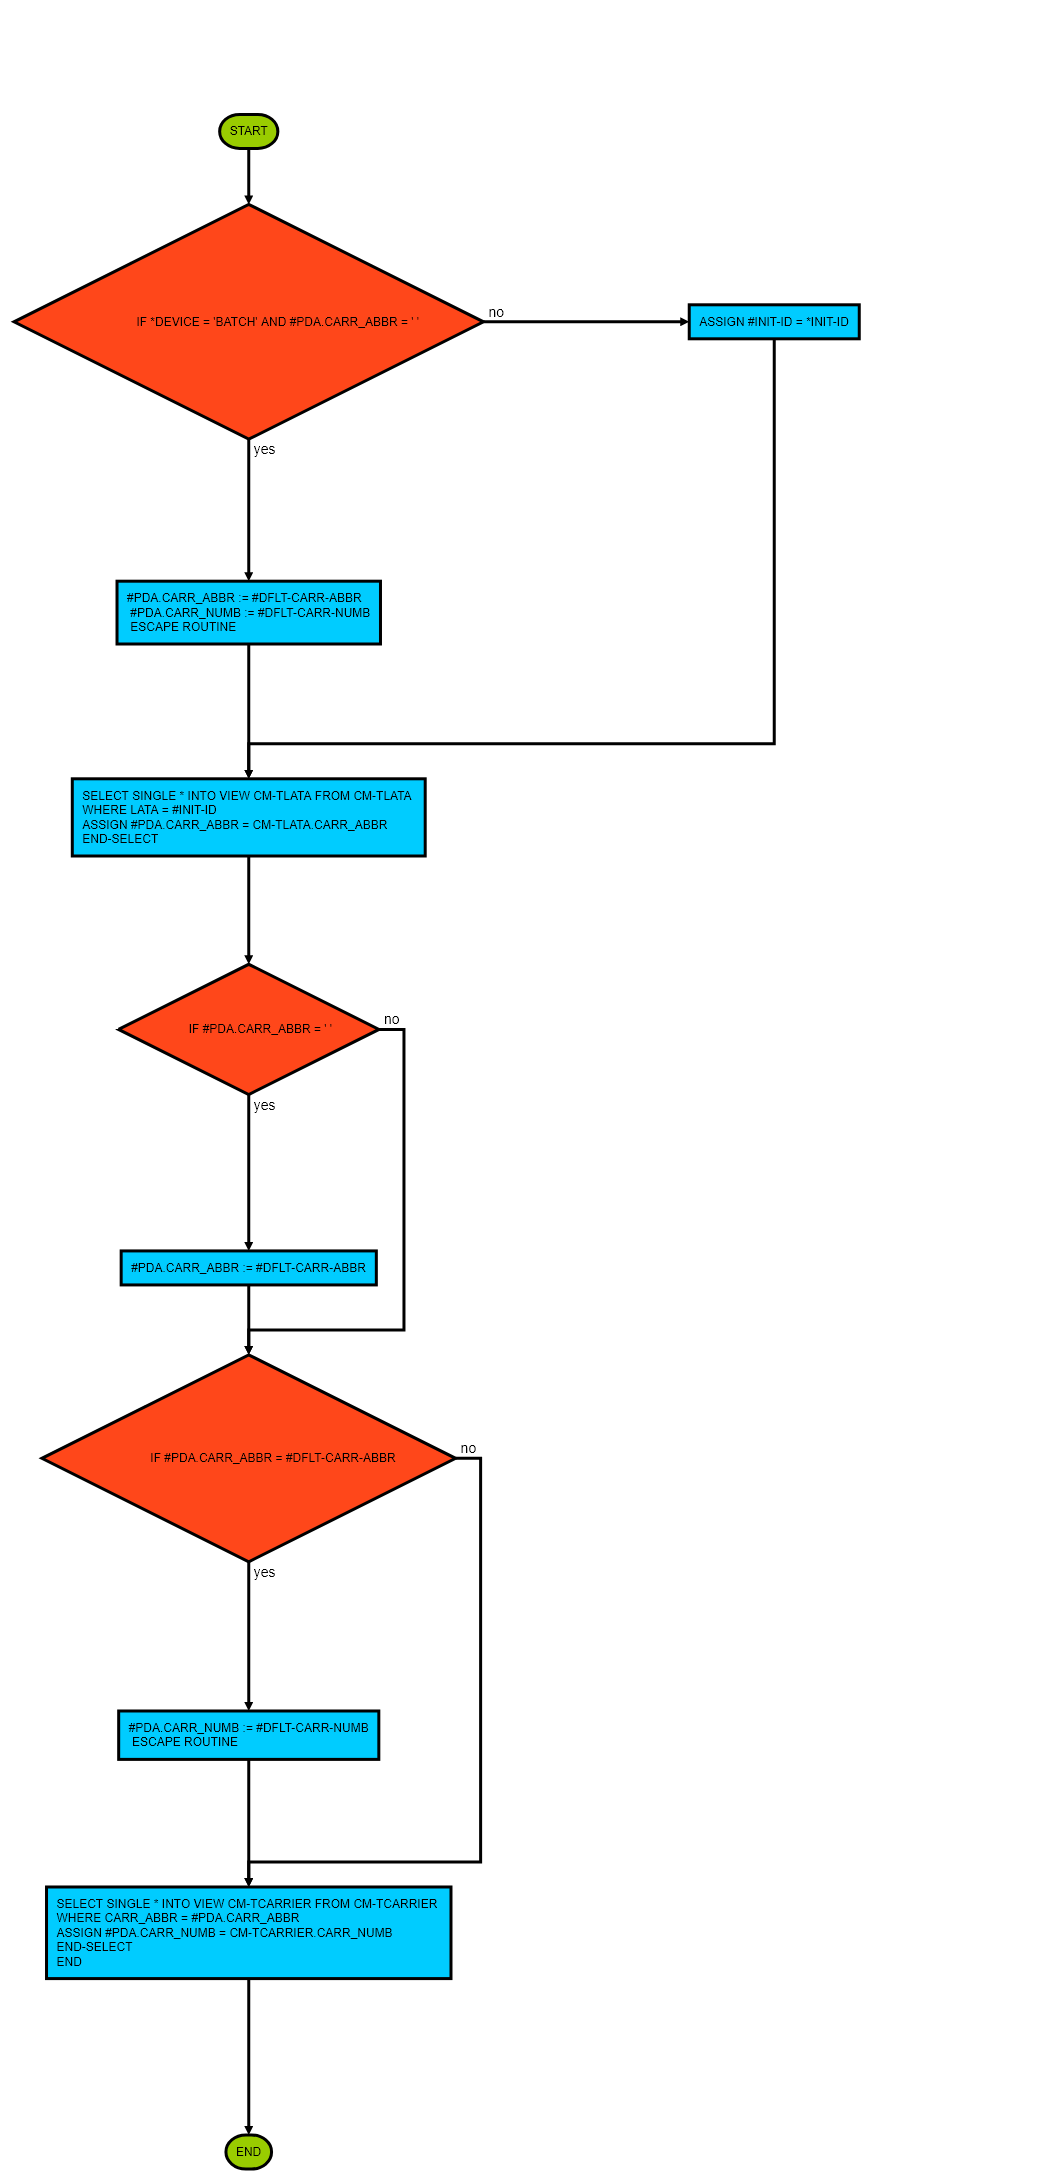 START
IF *DEVICE = 'BATCH' AND #PDA.CARR_ABBR = ' '
no
ASSIGN #INIT-ID = *INIT-ID
yes
#PDA.CARR_ABBR := #DFLT-CARR-ABBR
#PDA.CARR_NUMB := #DFLT-CARR-NUMB
ESCAPE ROUTINE
SELECT SINGLE * INTO VIEW CM-TLATA FROM CM-TLATA
WHERE LATA = #INIT-ID
ASSIGN #PDA.CARR_ABBR = CM-TLATA.CARR_ABBR
END-SELECT
IF #PDA.CARR_ABBR = ' '
no
yes
#PDA.CARR_ABBR := #DFLT-CARR-ABBR
IF #PDA.CARR_ABBR = #DFLT-CARR-ABBR
no
yes
#PDA.CARR_NUMB := #DFLT-CARR-NUMB
ESCAPE ROUTINE
SELECT SINGLE * INTO VIEW CM-TCARRIER FROM CM-TCARRIER
WHERE CARR_ABBR = #PDA.CARR_ABBR
ASSIGN #PDA.CARR_NUMB = CM-TCARRIER.CARR_NUMB
END-SELECT
END
END